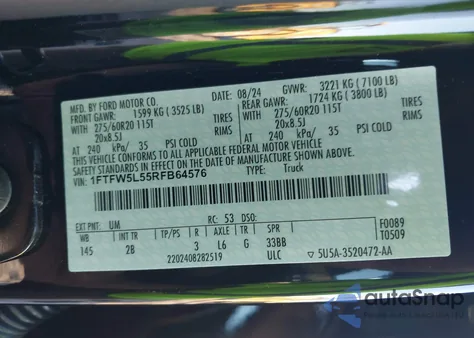 MFD. BY FORD MOTOR CO.
08/24 GVWR: 3221 KG ( 7100 LB)
FRONT GAWR: 1599 KG ( 3525 LB)
REAR GAWR: 1724 KG ( 3800 LB)
WITH 275/60R20 115T TIRES
WITH 275/60R20 115T TIRES
20x8.5J RIMS
20x8.5J RIMS
AT 240 kPa/ 35 PSI COLD
AT 240 kPa/ 35 PSI COLD
THIS VEHICLE CONFORMS TO ALL APPLICABLE FEDERAL MOTOR VEHICLE
SAFETY STANDARDS AND THEFT PREVENTION STANDARDS IN EFFECT ON THE DATE OF MANUFACTURE SHOWN ABOVE.
VIN: 1FTFW5L55RFB64576
TYPE: Truck
EXT PNT: UM RC: 53 DSO:
WB INT TR TP/PS R AXLE TR SPR
145 2B 3 L6 G 33BB
F0089
T0509
2202408282519 ULC 5U5A-3520472-AA
autoSnap